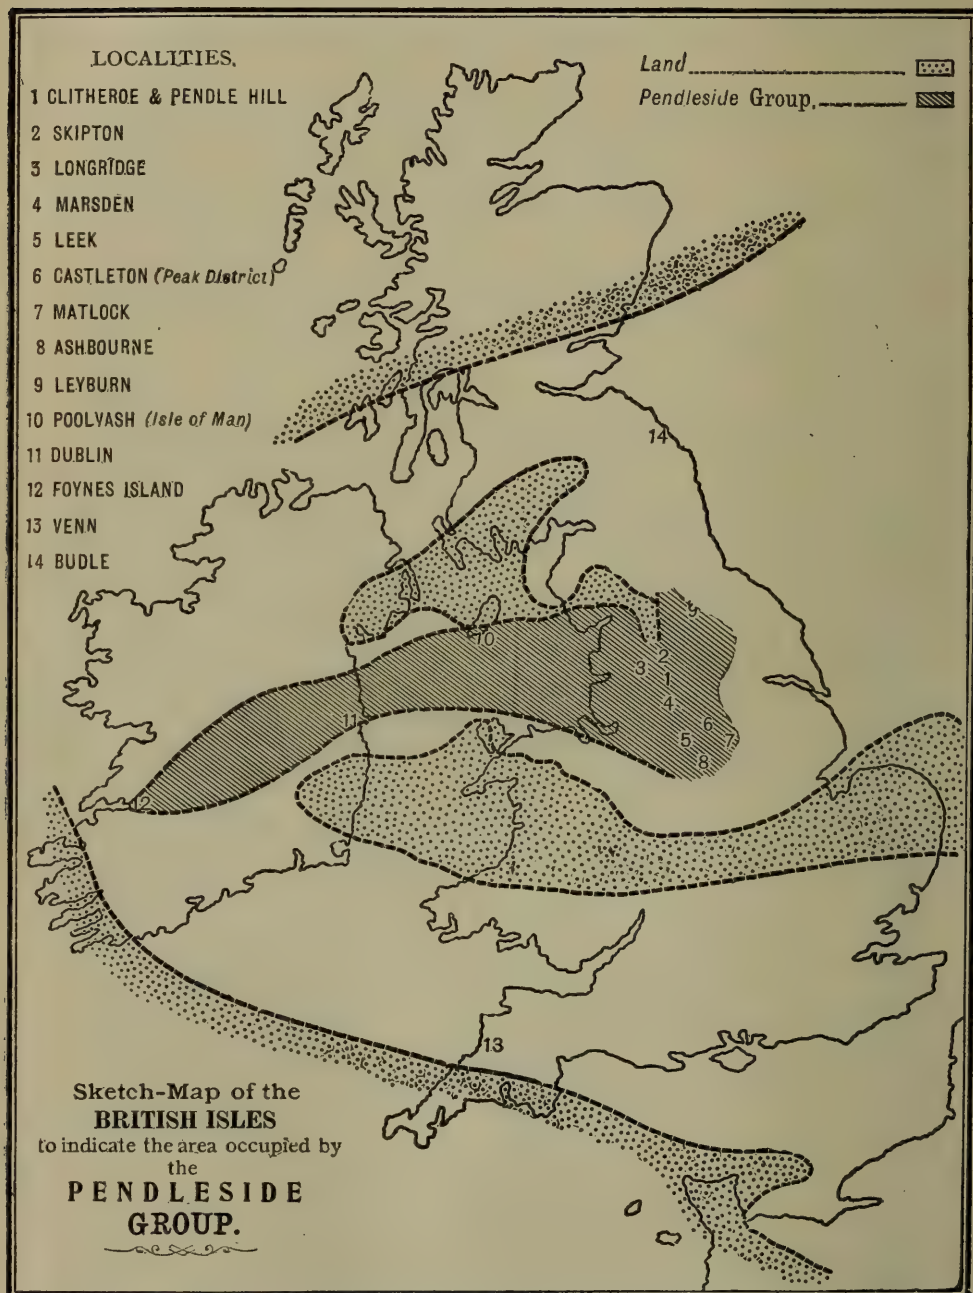 LOCALITIES.
1 CLITHEROE & PENDLE HILL
2 SKIPTON
3 LONGRIDGE
4 MARSDEN
5 LEEK
6 CASTLETON (Peak District)
7 MATLOCK
8 ASHBOURNE
9 LEYBURN
10 POOLVASH (Isle of Man)
11 DUBLIN
12 FOYNES ISLAND
13 VENN
14 BUDLE
Land
Pendleside Group.
14
9
10
2
3
1
4
11
6
5
7
8
12
13
Sketch-Map of the
BRITISH ISLES
to indicate the area occupied by
the
PENDLESIDE
GROUP.